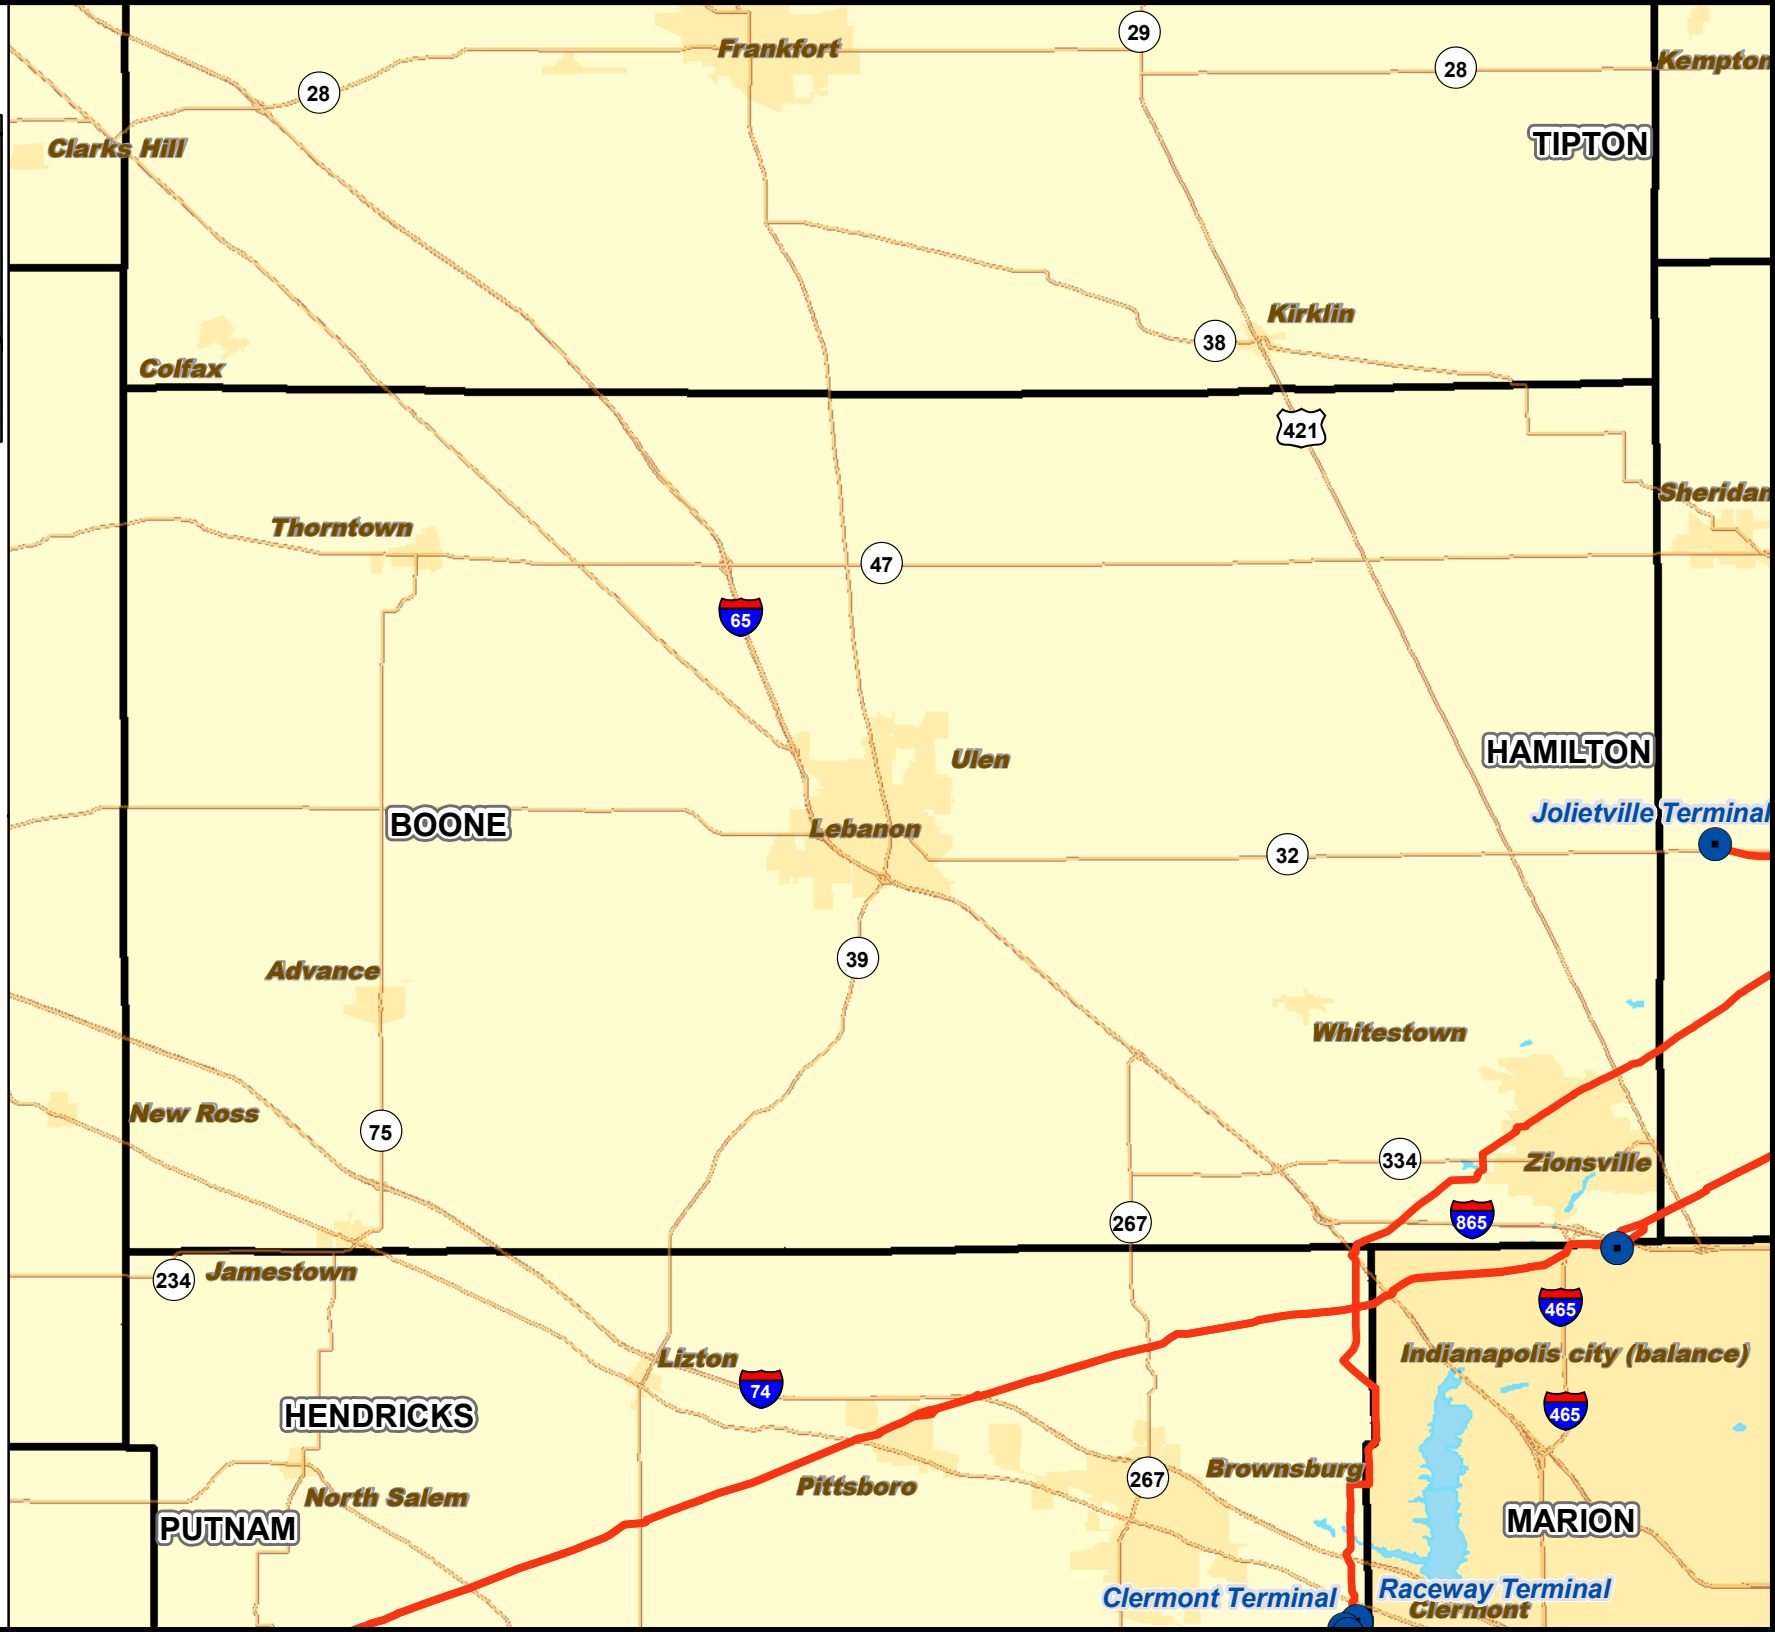 29
Frankfort
Kempton
28
28
TIPTON
Clarks Hill
Kirklin
38
Colfax
421
Sheridan
Thorntown
47
65
HAMILTON
Ulen
Jolietville Terminal
BOONE
Lebanon
32
39
Advance
Whitestown
New Ross
75
334
Zionsville
267
865
234
Jamestown
465
Lizton
Indianapolis city (balance)
74
HENDRICKS
465
Brownsburg
267
Pittsboro
North Salem
PUTNAM
MARION
Raceway Terminal
Clermont Terminal
Clermont